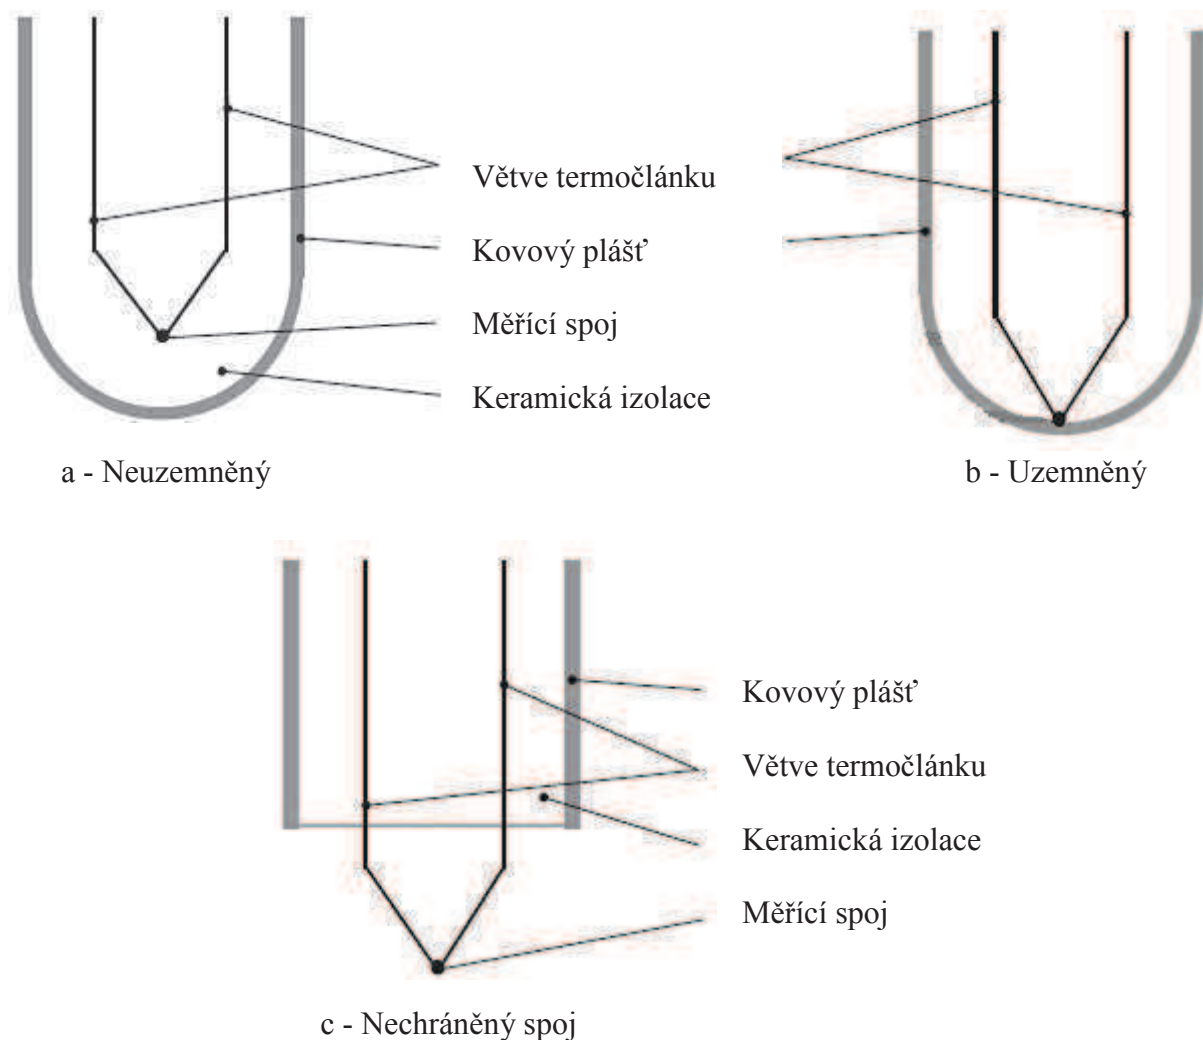 Větve termočlánku
Kovový plášť
Měřící spoj
Keramická izolace
a - Neuzemněný
b - Uzemněný
Kovový plášť
Větve termočlánku
Keramická izolace
Měřící spoj
c - Nechráněný spoj